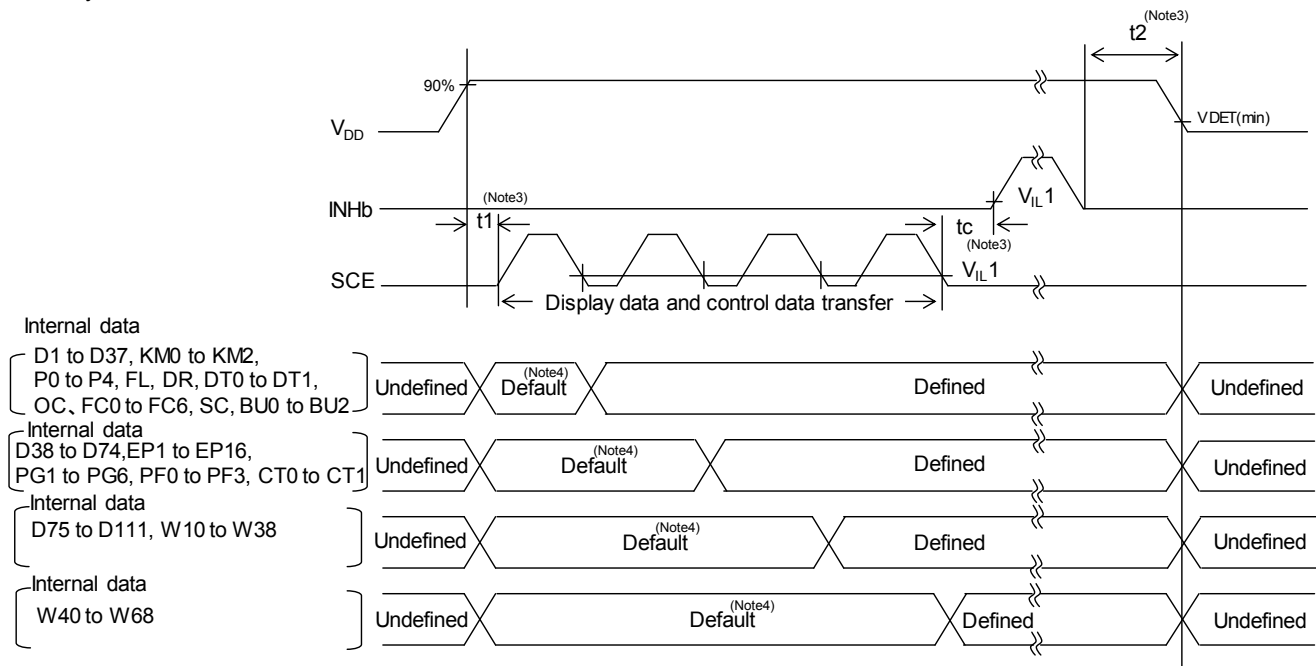 t2(Note3)
90%
VDD
VDET(min)
INHb
(Note3)
t1
VIL1
tc
(Note3)
VIL1
SCE
Display data and control data transfer
Internal data
D1 to D37, KM0 to KM2,
P0 to P4, FL, DR, DT0 to DT1,
OC、FC0 to FC6, SC, BU0 to BU2
Undefined
Default(Note4)
Defined
Undefined
Internal data
D38 to D74,EP1 to EP16,
PG1 to PG6, PF0 to PF3, CT0 to CT1
Undefined
Default(Note4)
Defined
Undefined
Internal data
D75 to D111, W10 to W38
Undefined
Default(Note4)
Defined
Undefined
Internal data
W40 to W68
Undefined
Default(Note4)
Defined
Undefined